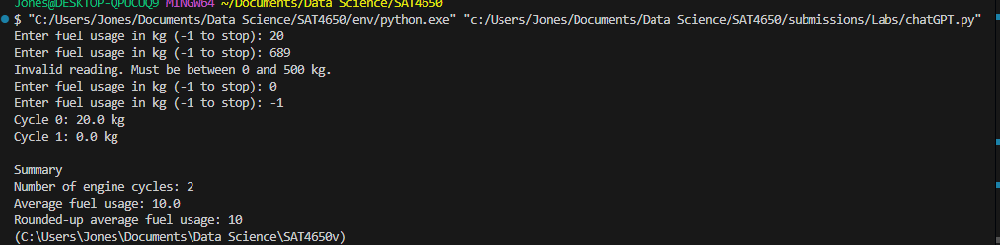 Jones@DESKTOP-QPOCOQ9 MINGW64 ~/Documents/Data Science/SAT4650
$ "C:/Users/Jones/Documents/Data Science/SAT4650/env/python.exe" "c:/Users/Jones/Documents/Data Science/SAT4650/submissions/Labs/chatGPT.py"
Enter fuel usage in kg (-1 to stop): 20
Enter fuel usage in kg (-1 to stop): 689
Invalid reading. Must be between 0 and 500 kg.
Enter fuel usage in kg (-1 to stop): 0
Enter fuel usage in kg (-1 to stop): -1
Cycle 0: 20.0 kg
Cycle 1: 0.0 kg
Summary
Number of engine cycles: 2
Average fuel usage: 10.0
Rounded-up average fuel usage: 10
(C:\Users\Jones\Documents\Data Science\SAT4650v)